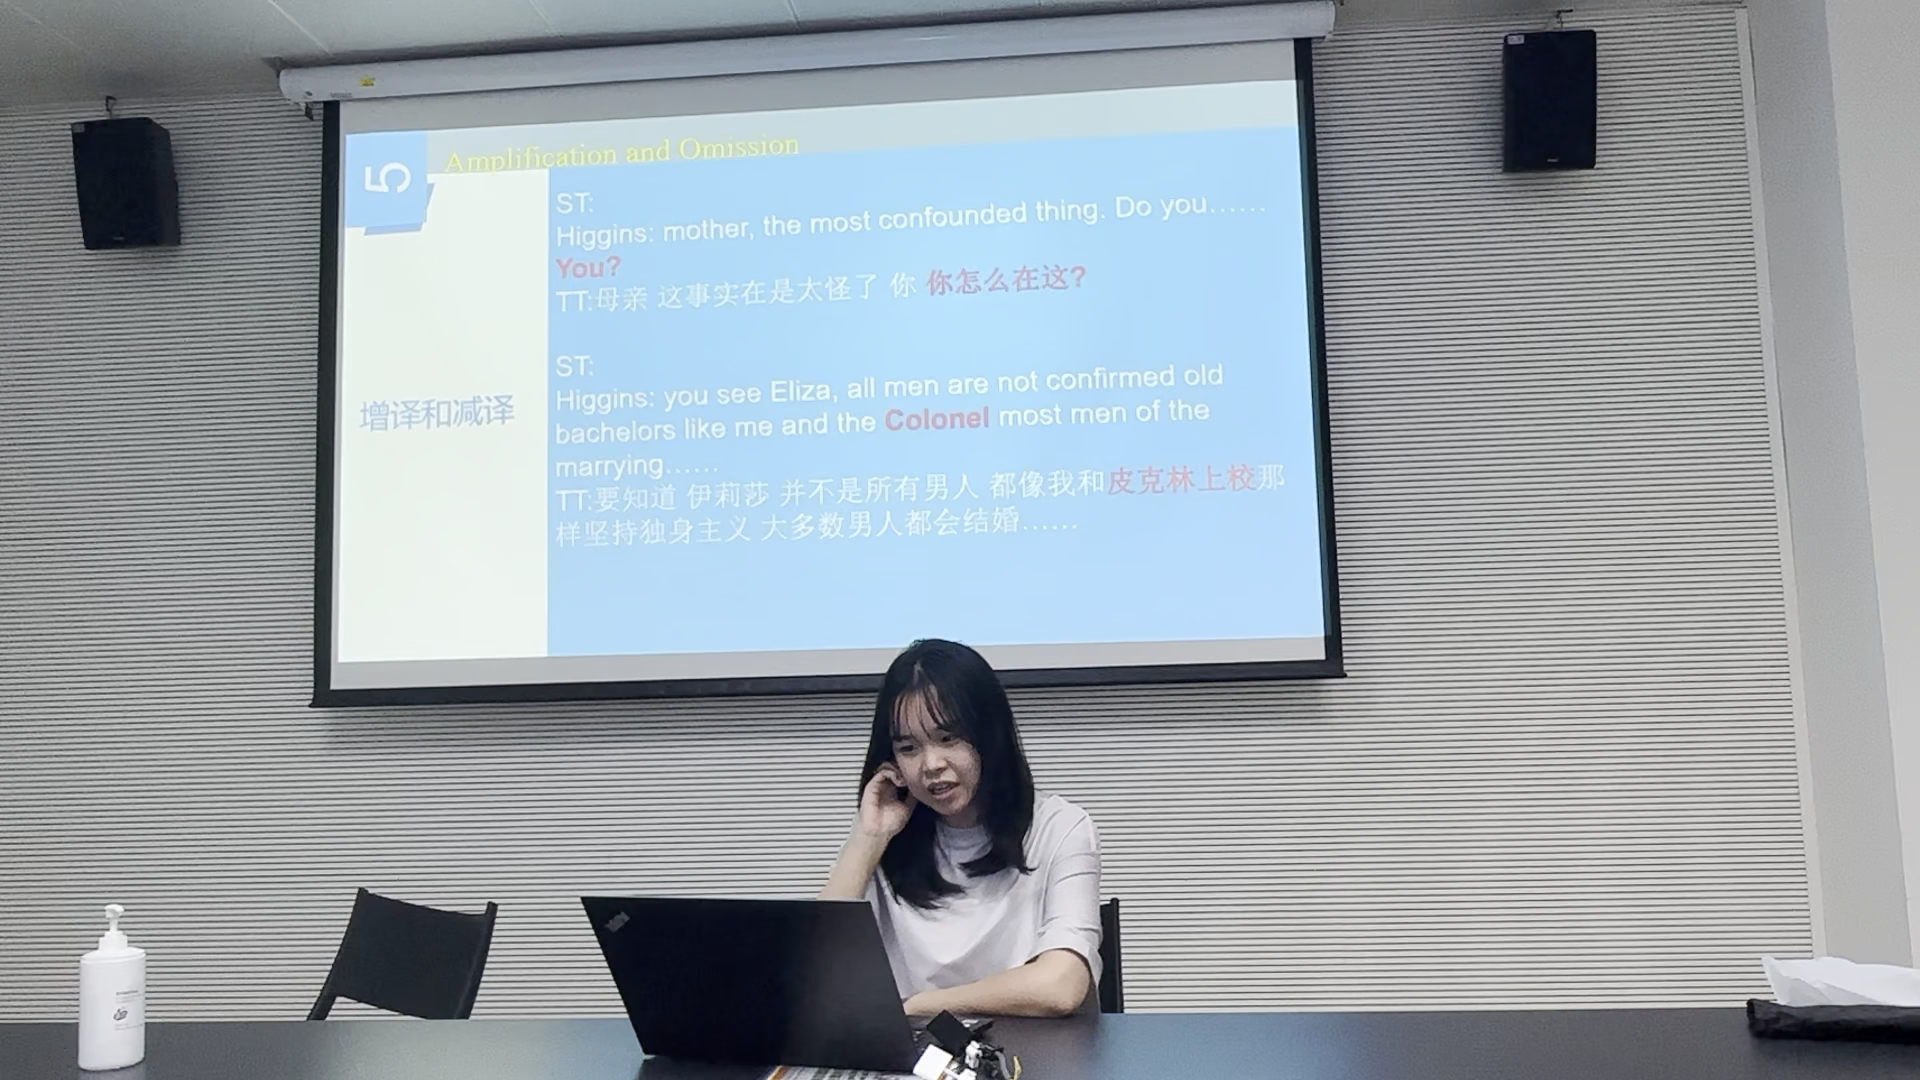 5
Amplification and Omission
增译和减译
ST:
Higgins: mother, the most confounded thing. Do you......
You?
TT:母亲 这事实在是太怪了 你 你怎么在这?
ST:
Higgins: you see Eliza, all men are not confirmed old
bachelors like me and the Colonel most men of the
marrying......
TT:要知道 伊莉莎 并不是所有男人 都像我和皮克林上校那
样坚持独身主义 大多数男人都会结婚......